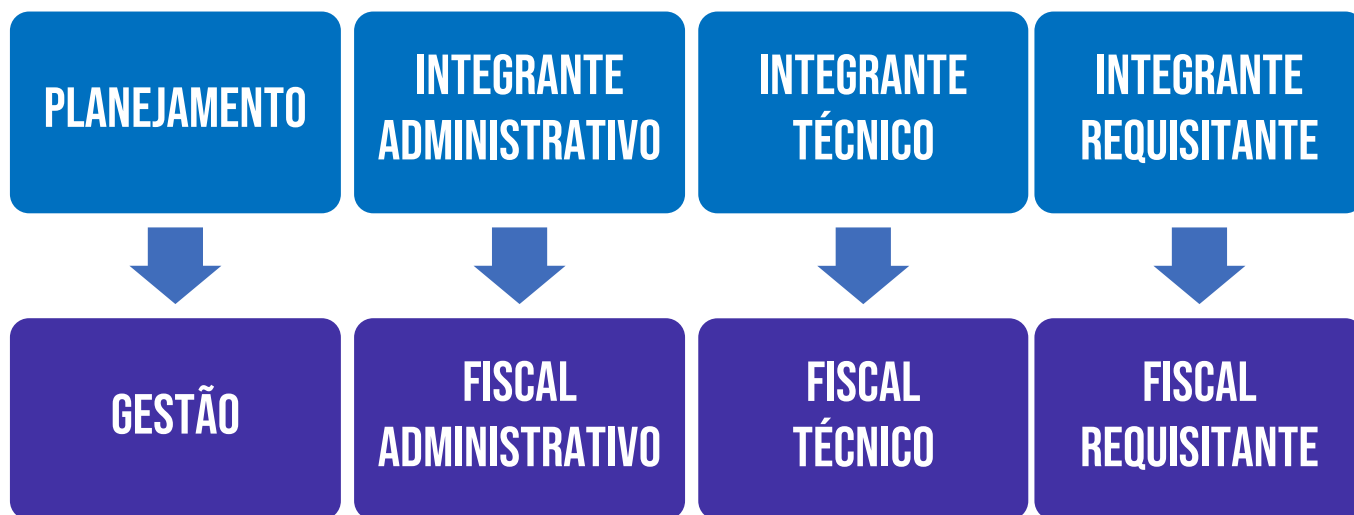 PLANEJAMENTO
INTEGRANTE
ADMINISTRATIVO
INTEGRANTE
TÉCNICO
INTEGRANTE
REQUISITANTE
GESTÃO
FISCAL
ADMINISTRATIVO
FISCAL
TÉCNICO
FISCAL
REQUISITANTE